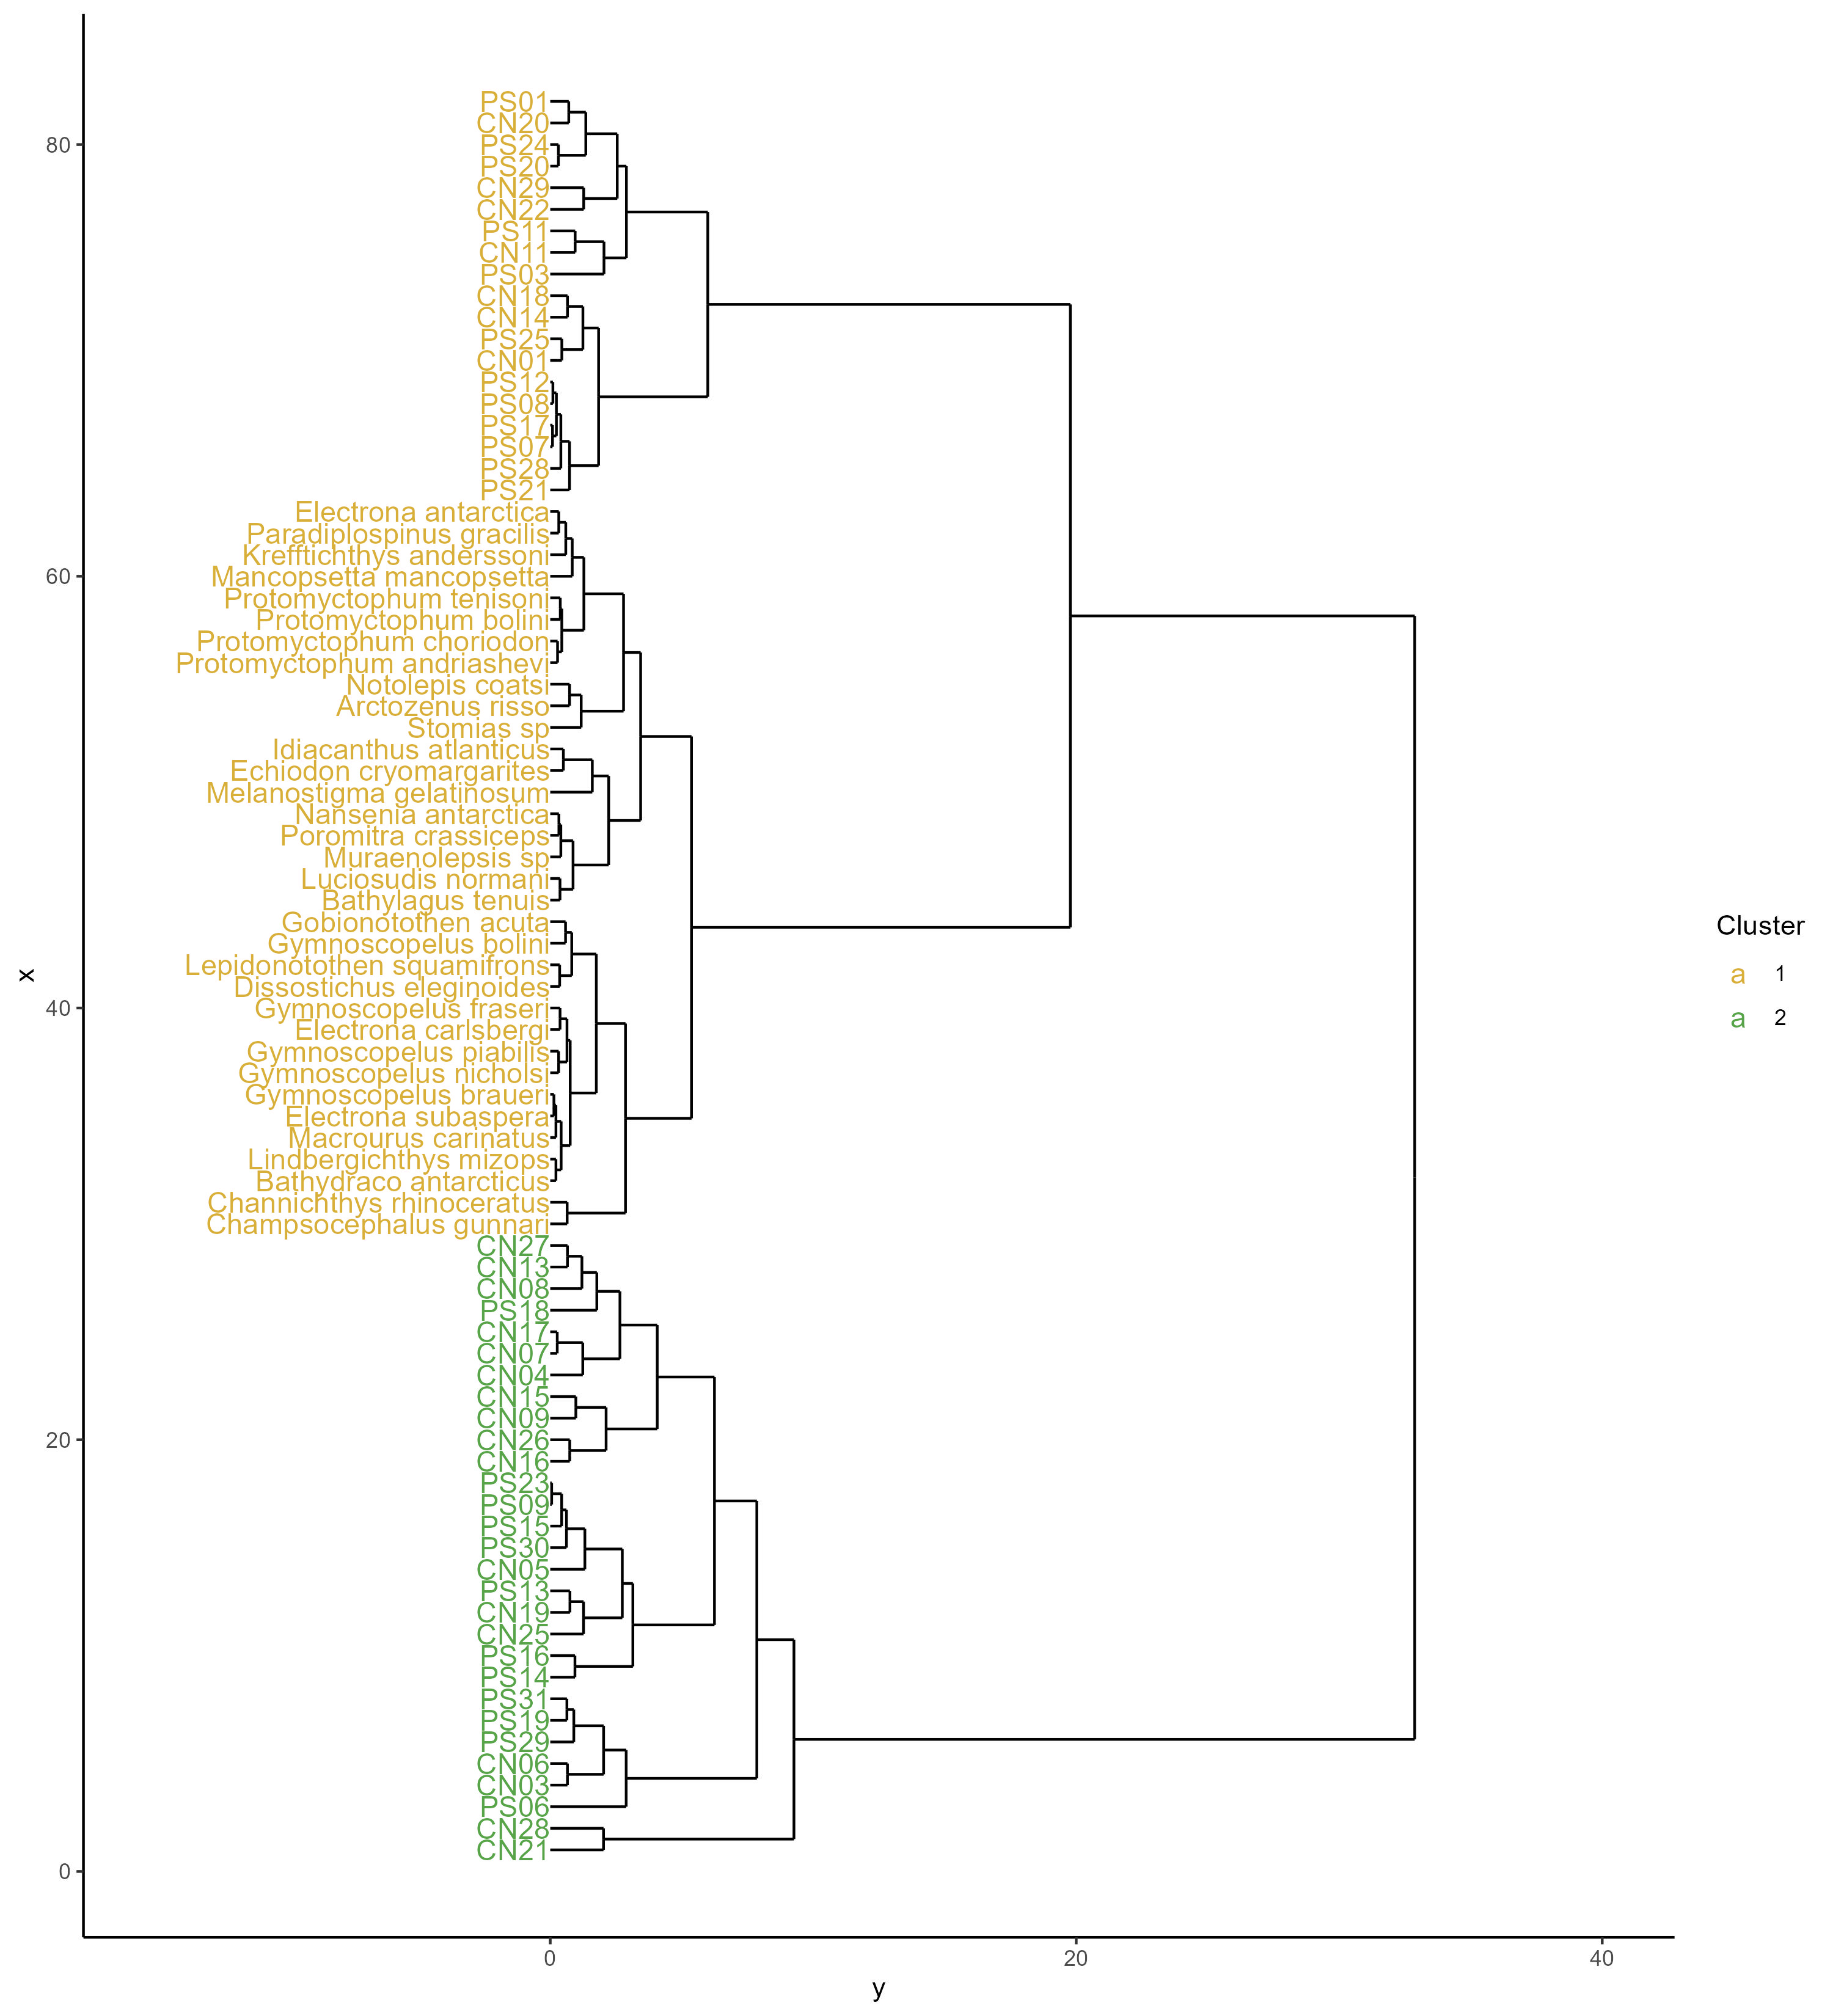 PS01
CN20
80
PS24
PS20
CN29
CN22
PS11
CN11
PS03
CN18
CN14
PS25
CN01
PS12
PS08
PS17
PS07
PS28
PS21
Electrona antarctica
Paradiplospinus gracilis
Krefftichthys anderssoni
60
Mancopsetta mancopsetta
Protomyctophum tenisoni
Protomyctophum bolini
Protomyctophum choriodon
Protomyctophum andriashevi
Notolepis coatsi
Arctozenus risso
Stomias sp
Idiacanthus atlanticus
Echiodon cryomargarites
Melanostigma gelatinosum
Nansenia antarctica
Poromitra crassiceps
Muraenolepsis sp
Luciosudis normani
Bathylagus tenuis
Gobionotothen acuta
Gymnoscopelus bolini
Lepidonotothen squamifrons
Dissostichus eleginoides
x
40
Gymnoscopelus fraseri
Electrona carlsbergi
Gymnoscopelus piabilis
Gymnoscopelus nicholsi
Gymnoscopelus braueri
Electrona subaspera
Macrourus carinatus
Lindbergichthys mizops
Bathydraco antarcticus
Channichthys rhinoceratus
Champsocephalus gunnari
CN27
CN13
CN08
PS18
CN17
CN07
CN04
CN15
CN09
20
CN26
CN16
PS23
PS09
PS15
PS30
CN05
PS13
CN19
CN25
PS16
PS14
PS31
PS19
PS29
CN06
CN03
PS06
CN28
CN21
0
0 20 40
y
Cluster
a 1
a 2